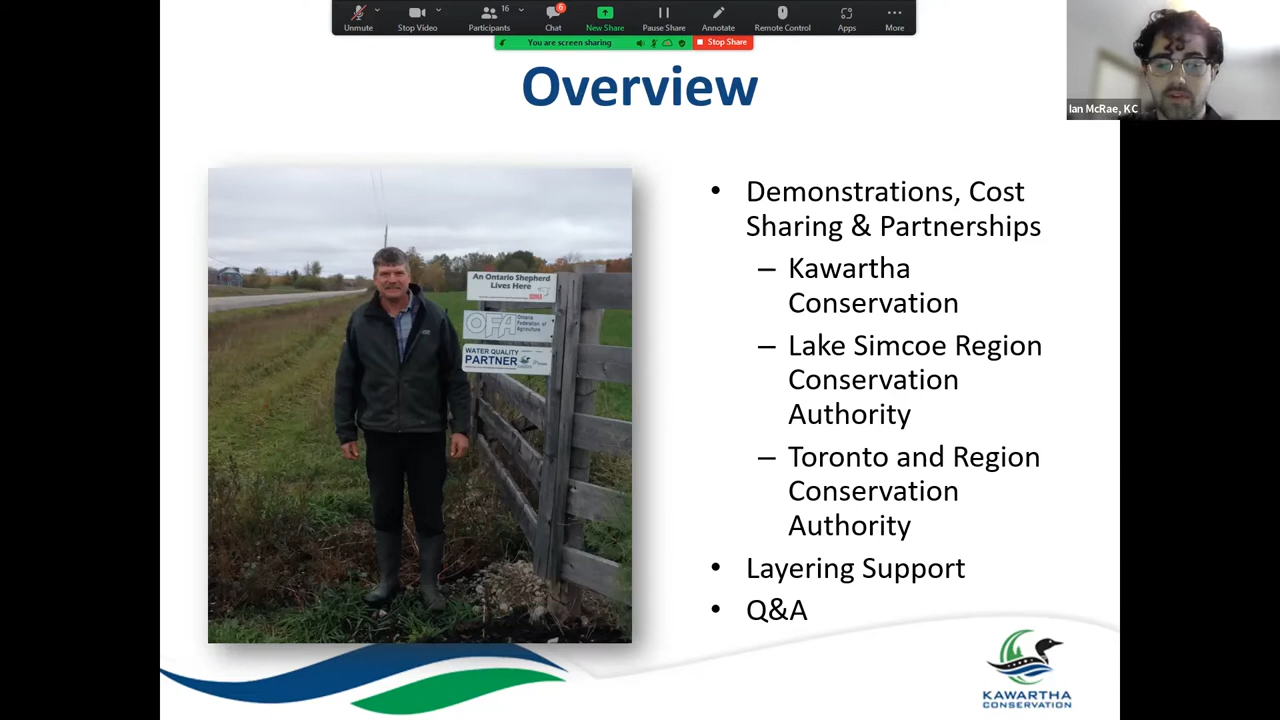 Unmute
Stop Video
16
Participants
6
Chat
New Share
Pause Share
Annotate
Remote Control
Apps
More
You are screen sharing
Stop Share
Ian McRae, KC
Overview
An Ontario Shepherd
Lives Here
OFA
Ontario
Federation of
Agriculture
WATER QUALITY
PARTNER
• Demonstrations, Cost
Sharing & Partnerships
– Kawartha
Conservation
– Lake Simcoe Region
Conservation
Authority
– Toronto and Region
Conservation
Authority
• Layering Support
• Q&A
KAWARTHA
CONSERVATION